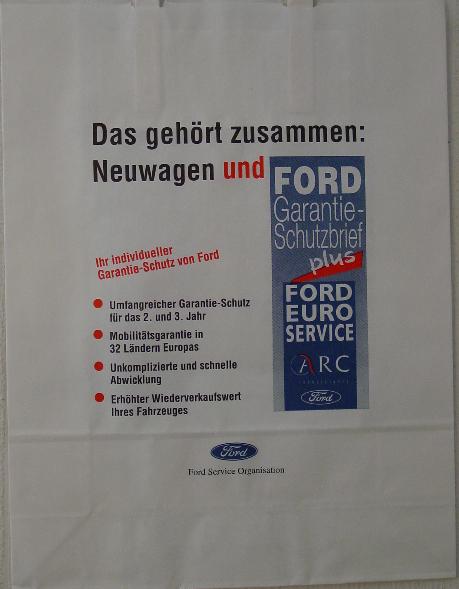 Das gehört zusammen:
Neuwagen und
FORD
Garantie-
Schutzbrief
plus
Ihr individueller
Garantie-Schutz von Ford
Umfangreicher Garantie-Schutz
für das 2. und 3. Jahr
Mobilitätsgarantie in
32 Ländern Europas
Unkomplizierte und schnelle
Abwicklung
Erhöhter Wiederverkaufswert
Ihres Fahrzeuges
FORD
EURO
SERVICE
ARC
Ford
Ford
Ford Service Organisation